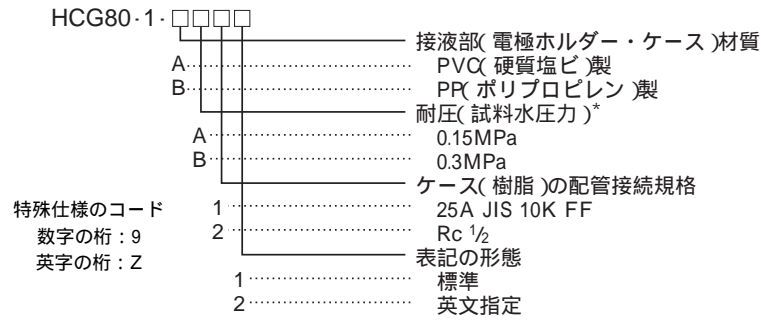 HCG80-1-□□□□
接液部(電極ホルダー・ケース)材質
A PVC(硬質塩ビ)製
B PP(ポリプロピレン)製
耐圧(試料水圧力)*
A 0.15MPa
B 0.3MPa
ケース(樹脂)の配管接続規格
1 25A JIS 10K FF
2 Rc 1/2
表記の形態
1 標準
2 英文指定
特殊仕様のコード
数字の桁:9
英字の桁:Z